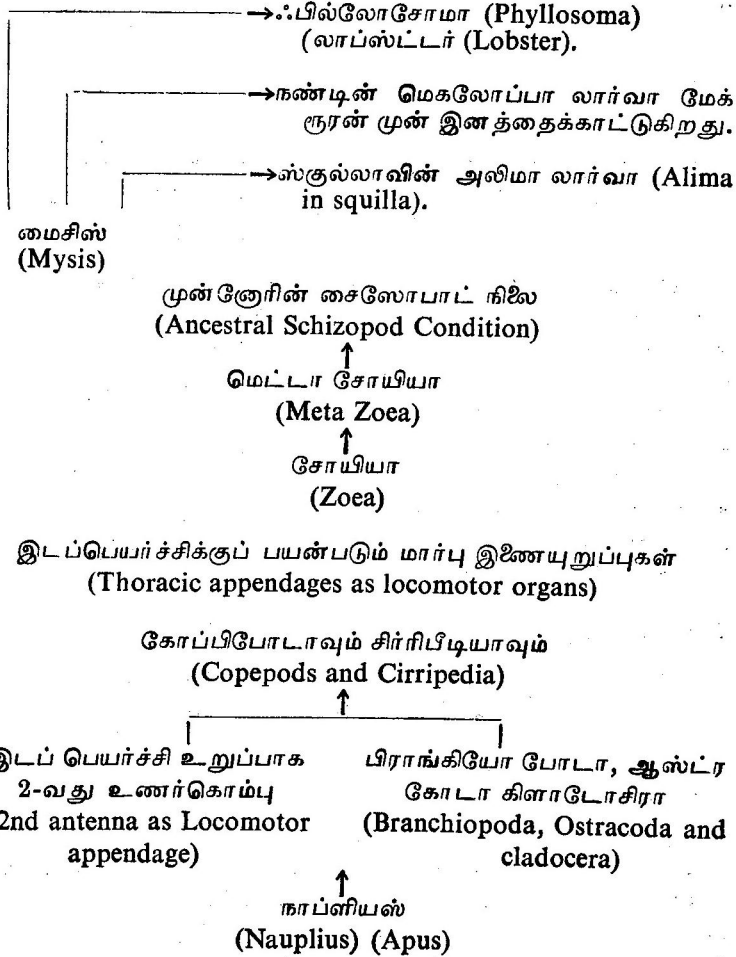 →ஃபில்லோசோமா (Phyllosoma)
(லாப்ஸ்ட்டர் (Lobster).
→நண்டின் மெகலோப்பா லார்வா மேக்
ரூரன் முன் இனத்தைக்காட்டுகிறது.
→ஸ்குல்லாவின் அலிமா லார்வா (Alima
in squilla).
மைசிஸ்
(Mysis)
முன்னோரின் சைஸோபாட் நிலை
(Ancestral Schizopod Condition)
↑
மெட்டா சோயியா
(Meta Zoea)
↑
சோயியா
(Zoea)
இடப்பெயர்ச்சிக்குப் பயன்படும் மார்பு இணையுறுப்புகள்
(Thoracic appendages as locomotor organs)
கோப்பிபோடாவும் சிர்ரிபீடியாவும்
(Copepods and Cirripedia)
↑
இடப் பெயர்ச்சி உறுப்பாக
2-வது உணர்கொம்பு
2nd antenna as Locomotor
appendage)
பிராங்கியோ போடா, ஆஸ்ட்ர
கோடா கிளாடோசிரா
(Branchiopoda, Ostracoda and
cladocera)
↑
நாப்ளியஸ்
(Nauplius) (Apus)